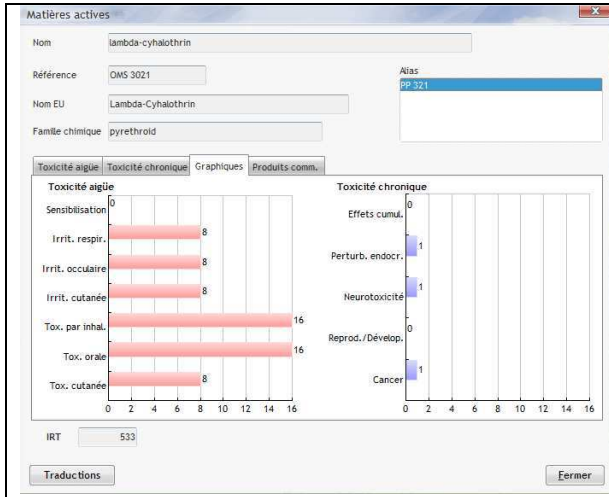 Matières actives
Nom lambda-cyhalothrin
Référence OMS 3021
Alias
PP 321
Nom EU Lambda-Cyhalothrin
Famille chimique pyrethroid
Toxicité aigüe Toxicité chronique Graphiques Produits comm.
Toxicité aigüe
Sensibilisation 0
Irrit. respir. 8
Irrit. occulaire 8
Irrit. cutanée 8
Tox. par inhal. 16
Tox. orale 16
Tox. cutanée 8
0 2 4 6 8 10 12 14 16
Toxicité chronique
Effets cumul. 0
Perturb. endocr. 1
Neurotoxicité 1
Reprod./Dévelop. 0
Cancer 1
0 2 4 6 8 10 12 14 16
IRT 533
Traductions Fermer